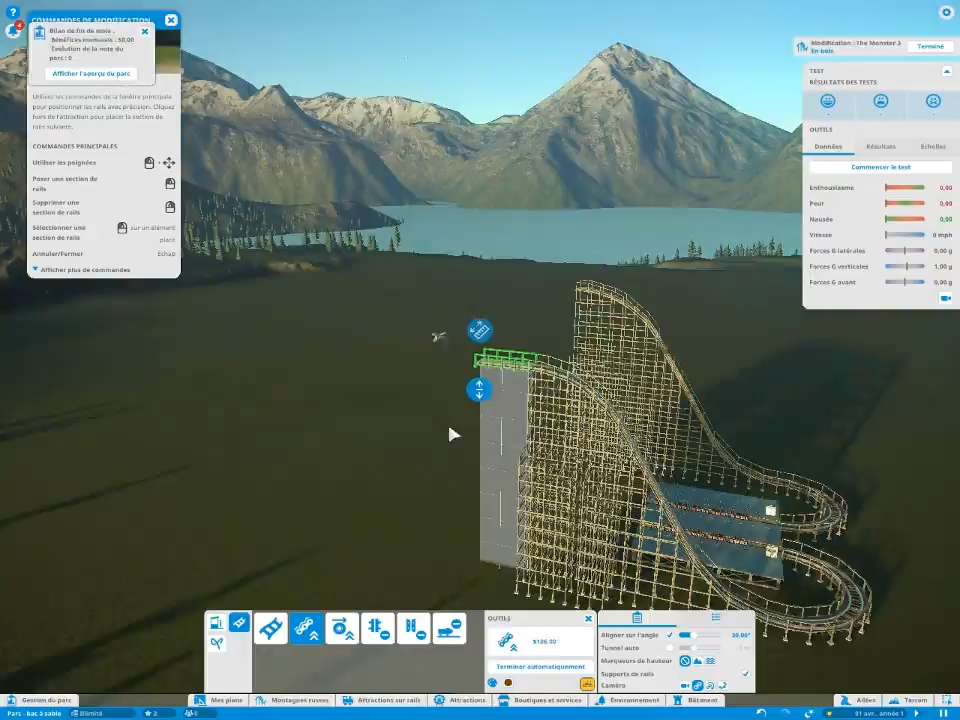 COMMANDES DE MODIFICATION
Bilan de fin de mois :
Bénéfices mensuels : $0,00
Évolution de la note du
parc : 0
Afficher l'aperçu du parc
Utilisez les commandes de la fenêtre principale
pour positionner les rails avec précision. Cliquez
hors de l'attraction pour placer la section de
rails suivante.
COMMANDES PRINCIPALES
Utiliser les poignées
Poser une section de
rails
Supprimer une
section de rails
Sélectionner une
section de rails
sur un élément
placé
Annuler/Fermer
Echap
Afficher plus de commandes
Modification : The Monster 3
En bois
Terminé
TEST
RÉSULTATS DES TESTS
OUTILS
Données
Résultats
Echelles
Commencer le test
Enthousiasme 0,00
Peur 0,00
Nausée 0,00
Vitesse 0 mph
Forces G latérales 0,00 g
Forces G verticales 1,00 g
Forces G avant 0,00 g
OUTILS
$126,00
Terminer automatiquement
Aligner sur l'angle 30,00°
Tunnel auto
Marqueurs de hauteur
Supports de rails
Caméra
Gestion du parc
Mes plans
Montagnes russes
Attractions sur rails
Attractions
Boutiques et services
Environnement
Bâtiment
Allées
Terrain
Parc - bac à sable
Illimité
2
0
01 avr. année 1